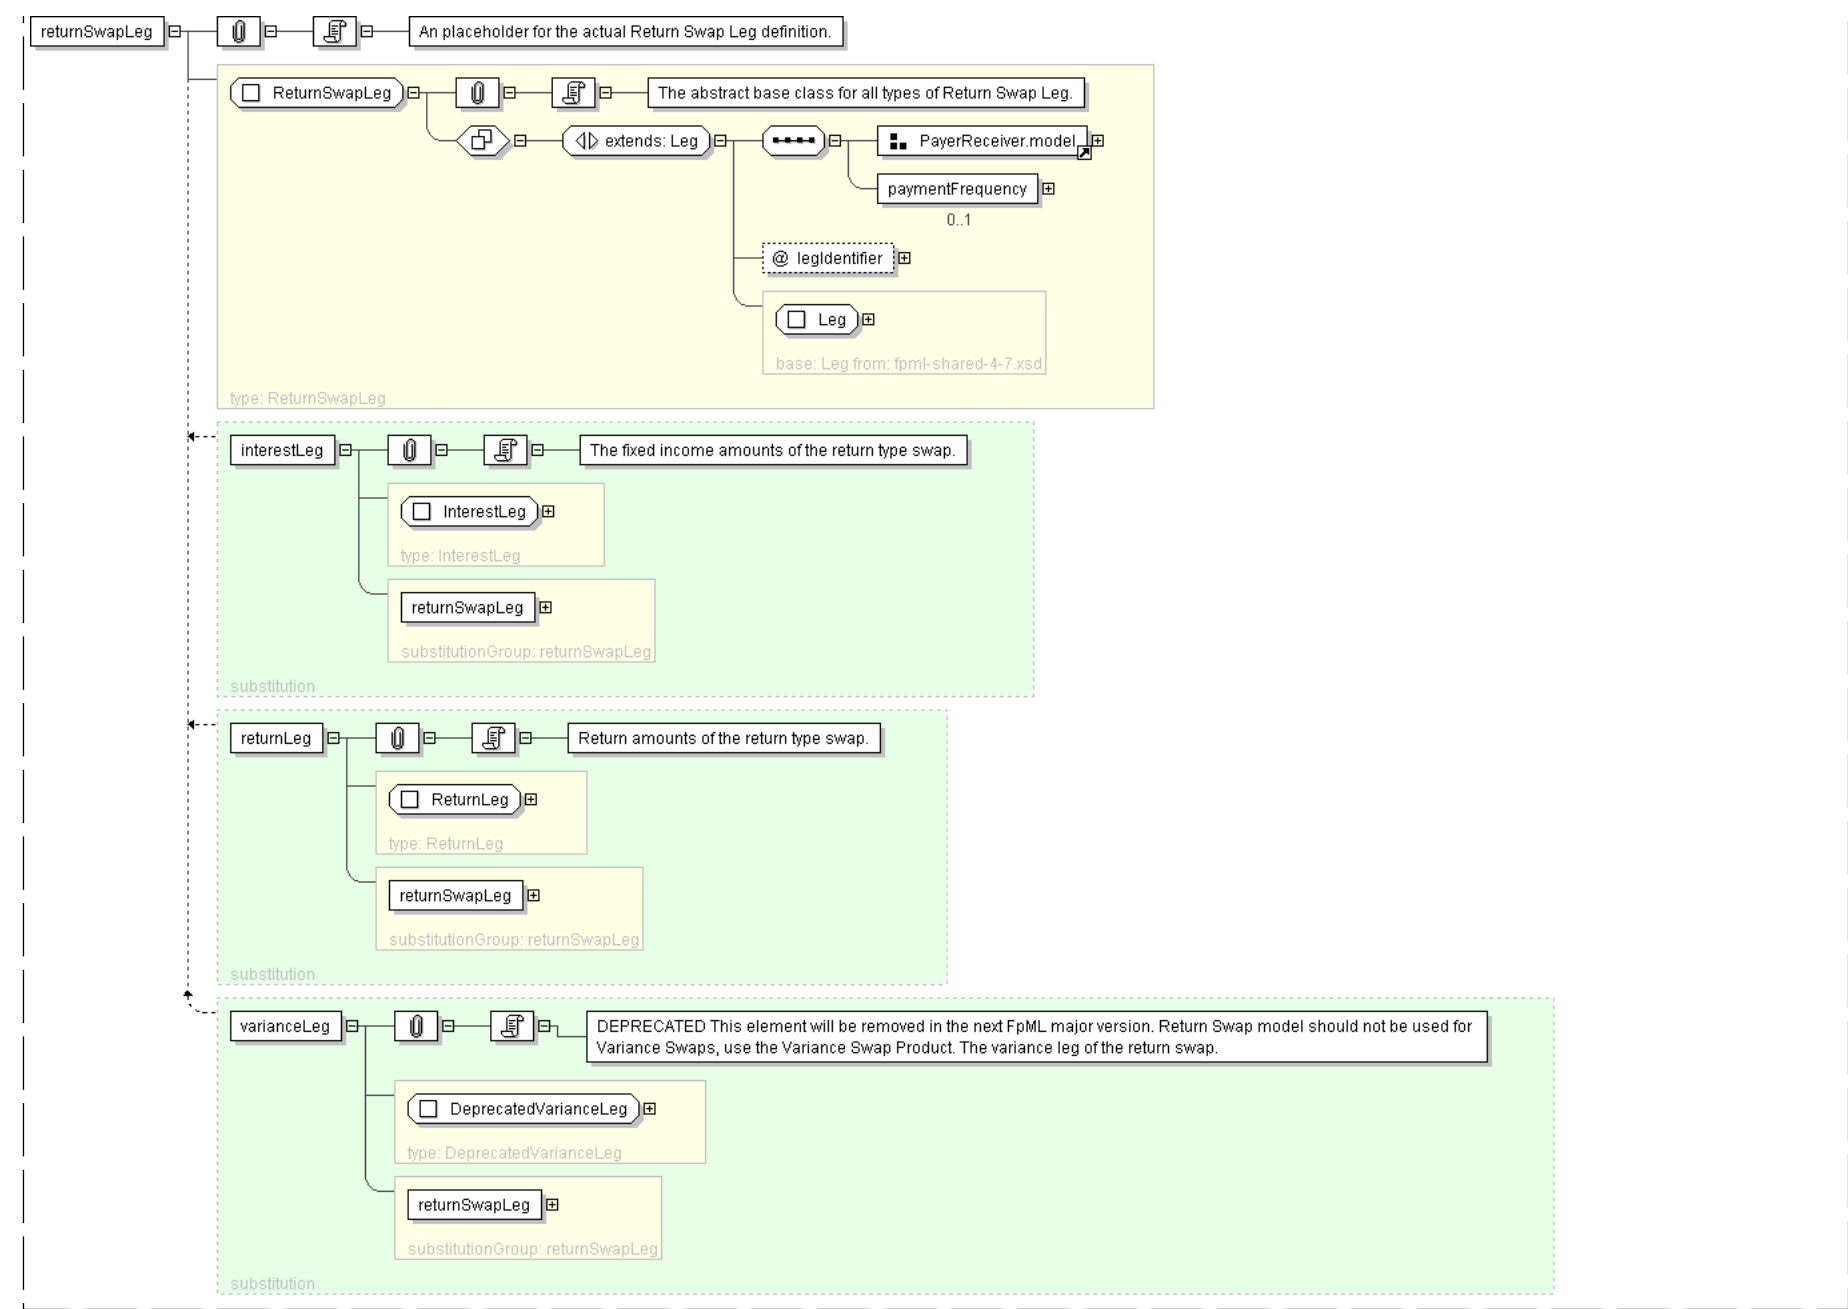 returnSwapLeg
An placeholder for the actual Return Swap Leg definition.
ReturnSwapLeg
The abstract base class for all types of Return Swap Leg.
extends: Leg
PayerReceiver.model
paymentFrequency
0..1
@ legIdentifier
Leg
base: Leg from: fpml-shared-4-7.xsd
type: ReturnSwapLeg
interestLeg
The fixed income amounts of the return type swap.
InterestLeg
type: InterestLeg
returnSwapLeg
substitutionGroup: returnSwapLeg
substitution
returnLeg
Return amounts of the return type swap.
ReturnLeg
type: ReturnLeg
returnSwapLeg
substitutionGroup: returnSwapLeg
substitution
varianceLeg
DEPRECATED This element will be removed in the next FpML major version. Return Swap model should not be used for
Variance Swaps, use the Variance Swap Product. The variance leg of the return swap.
DeprecatedVarianceLeg
type: DeprecatedVarianceLeg
returnSwapLeg
substitutionGroup: returnSwapLeg
substitution